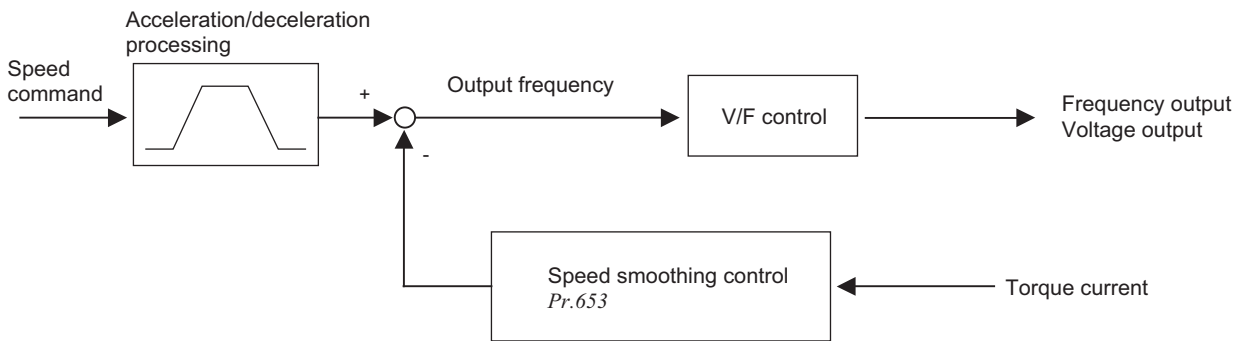 Acceleration/deceleration
processing
Speed
command
+
Output frequency
V/F control
Frequency output
Voltage output
-
Speed smoothing control
Pr.653
Torque current